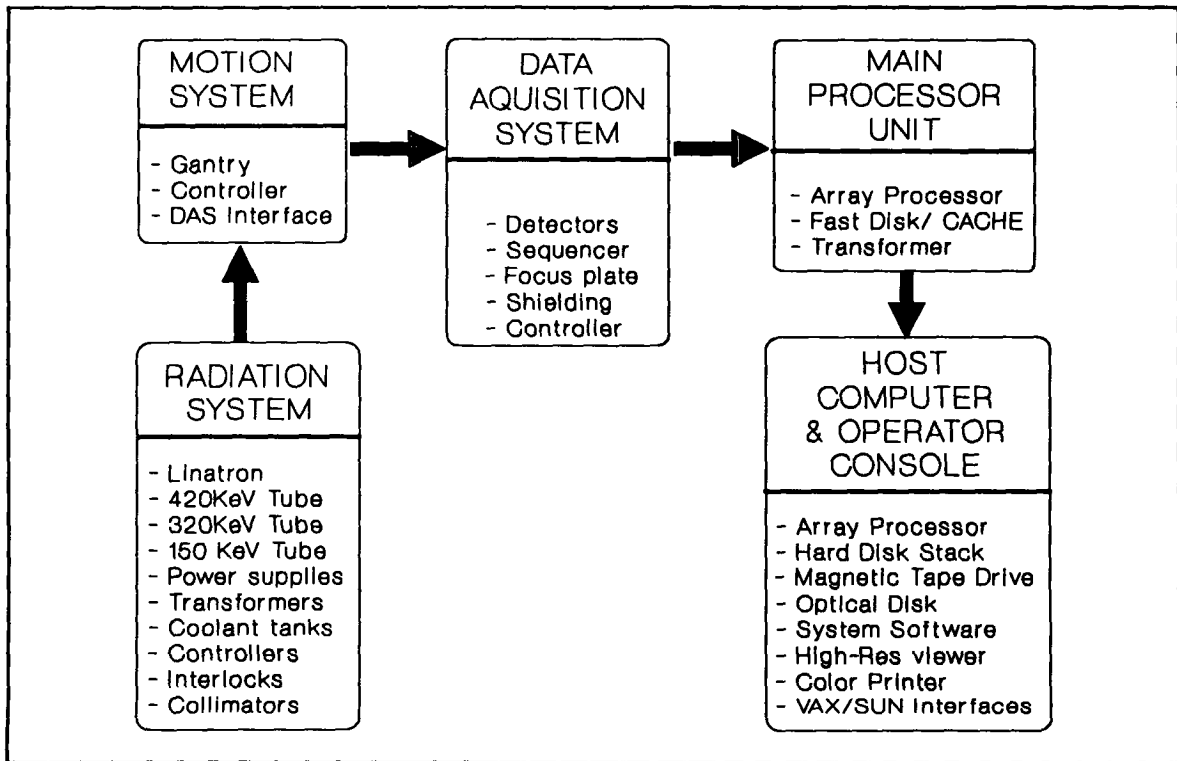 MOTION
SYSTEM
- Gantry
- Controller
- DAS Interface
DATA
AQUISITION
SYSTEM
- Detectors
- Sequencer
- Focus plate
- Shielding
- Controller
MAIN
PROCESSOR
UNIT
- Array Processor
- Fast Disk/ CACHE
- Transformer
RADIATION
SYSTEM
- Linatron
- 420KeV Tube
- 320KeV Tube
- 150 KeV Tube
- Power supplies
- Transformers
- Coolant tanks
- Controllers
- Interlocks
- Collimators
HOST
COMPUTER
& OPERATOR
CONSOLE
- Array Processor
- Hard Disk Stack
- Magnetic Tape Drive
- Optical Disk
- System Software
- High-Res viewer
- Color Printer
- VAX/SUN Interfaces